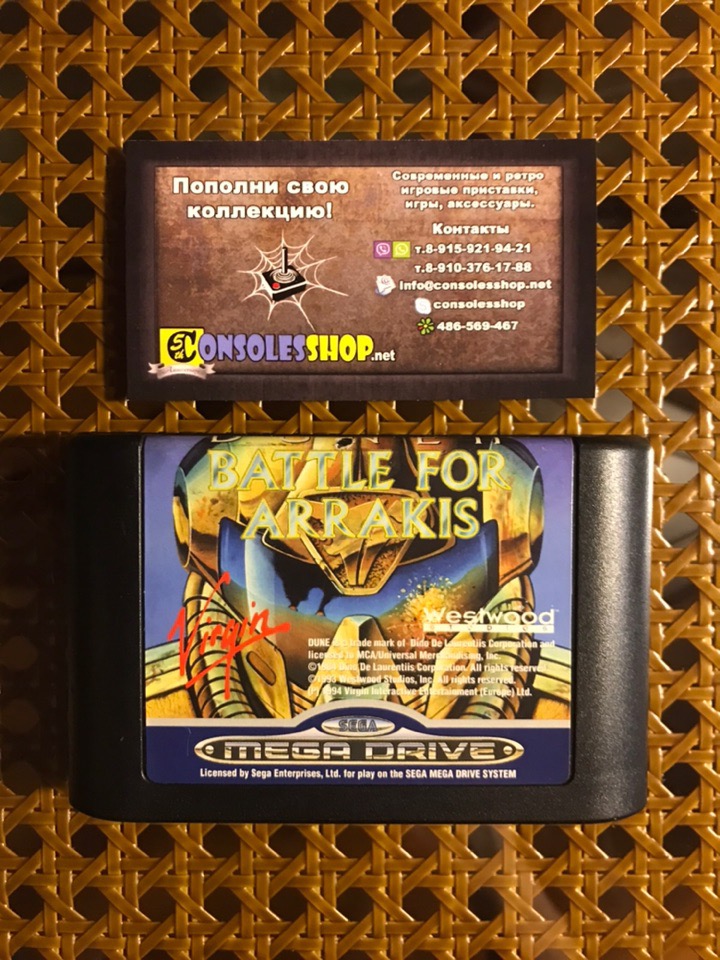 Пополни свою
коллекцию!
Современные и ретро
игровые приставки,
игры, аксессуары.
Контакты
т.8-915-921-94-21
т.8-910-376-17-88
info@consolesshop.net
consolesshop
486-569-467
CONSOLESSHOP.net
BATTLE FOR
ARRAKIS
Virgin
Westwood
STUDIOS
DUNE is a trade mark of Dino De Laurentiis Corporation and
licensed to MCA/Universal Merchandising, Inc.
Dino De Laurentiis Corporation. All rights reserved
©1993 Westwood Studios, Inc. All rights reserved.
(P) 1994 Virgin Interactive Entertainment (Europe) Ltd.
SEGA
MEGA DRIVE
Licensed by Sega Enterprises, Ltd. for play on the SEGA MEGA DRIVE SYSTEM